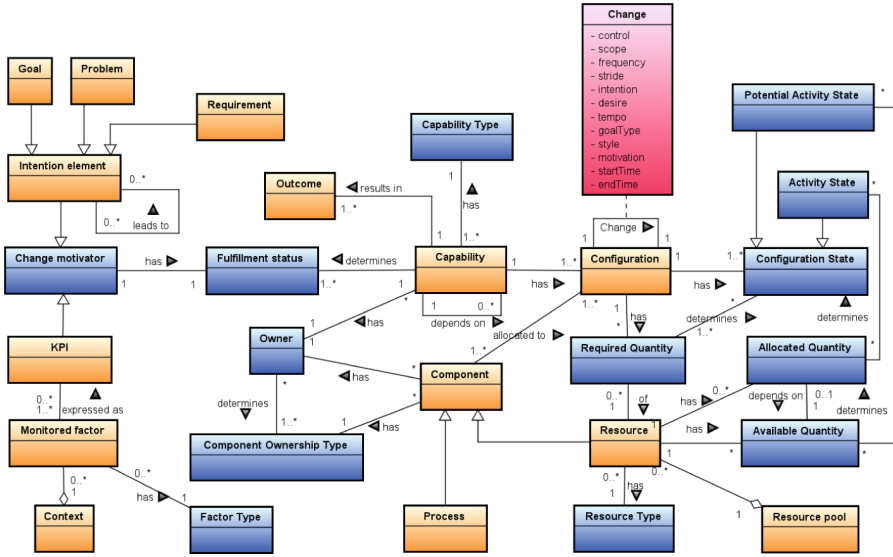 Change
- control
- scope
- frequency
- stride
- intention
- desire
- tempo
- goalType
- style
- motivation
- startTime
- endTime
Goal
Problem
Requirement
Potential Activity State
*
Capability Type
Intention element
0..*
0..*
leads to
Outcome
results in
1..*
1
1
has
1..*
Activity State
*
Change
1
1
Change motivator
has
1
1
Fulfillment status
determines
1..*
1
Capability
1
has
1..*
Configuration
1
has
1..*
Configuration State
1
0..*
depends on
*
has
1
1..*
has
*
*
determines
1..*
determines
KPI
0..*
1..*
expressed as
Owner
1
has
*
allocated to
1..*
Component
Required Quantity
Allocated Quantity
*
*
determines
1..*
*
has
1
0..*
of
1
has
0..*
depends on
0..1
1
*
determines
Monitored factor
Component Ownership Type
Resource
1
has
*
Available Quantity
*
0..*
1
0..*
has
1
0..*
has
1
0..*
1
Context
Factor Type
Process
Resource Type
Resource pool